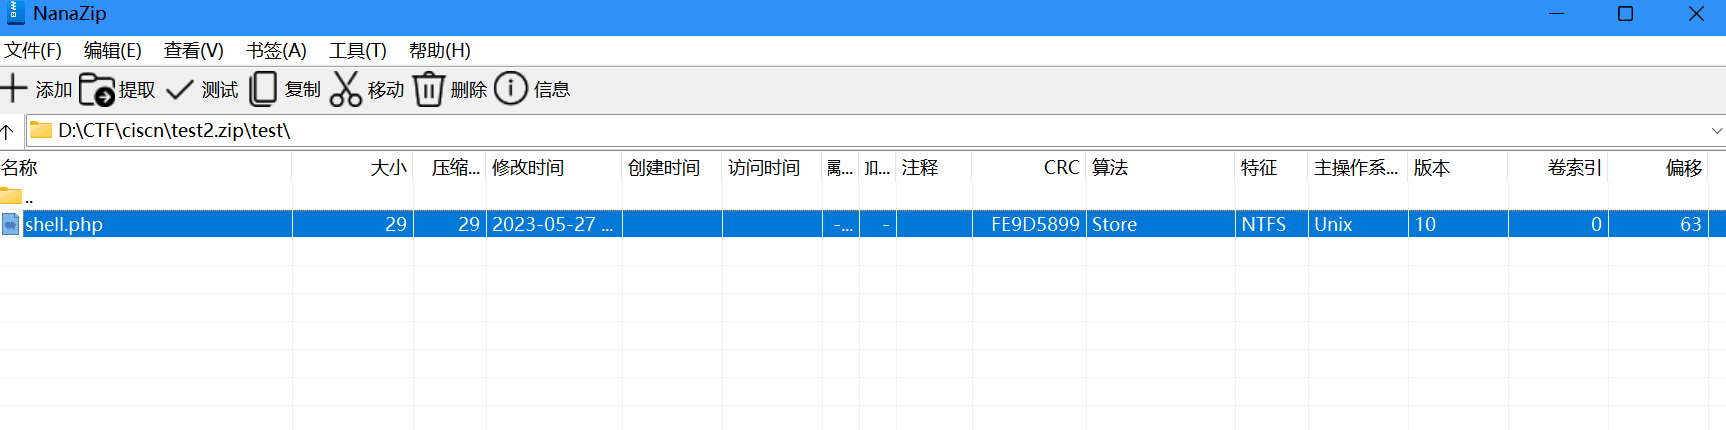 NanaZip
文件(F) 编辑(E) 查看(V) 书签(A) 工具(T) 帮助(H)
添加 提取 测试 复制 移动 删除 信息
D:\CTF\ciscn\test2.zip\test\
名称 大小 压缩... 修改时间 创建时间 访问时间 属... 加... 注释 CRC 算法 特征 主操作系... 版本 卷索引 偏移
..
shell.php 29 29 2023-05-27 ... -... - FE9D5899 Store NTFS Unix 10 0 63